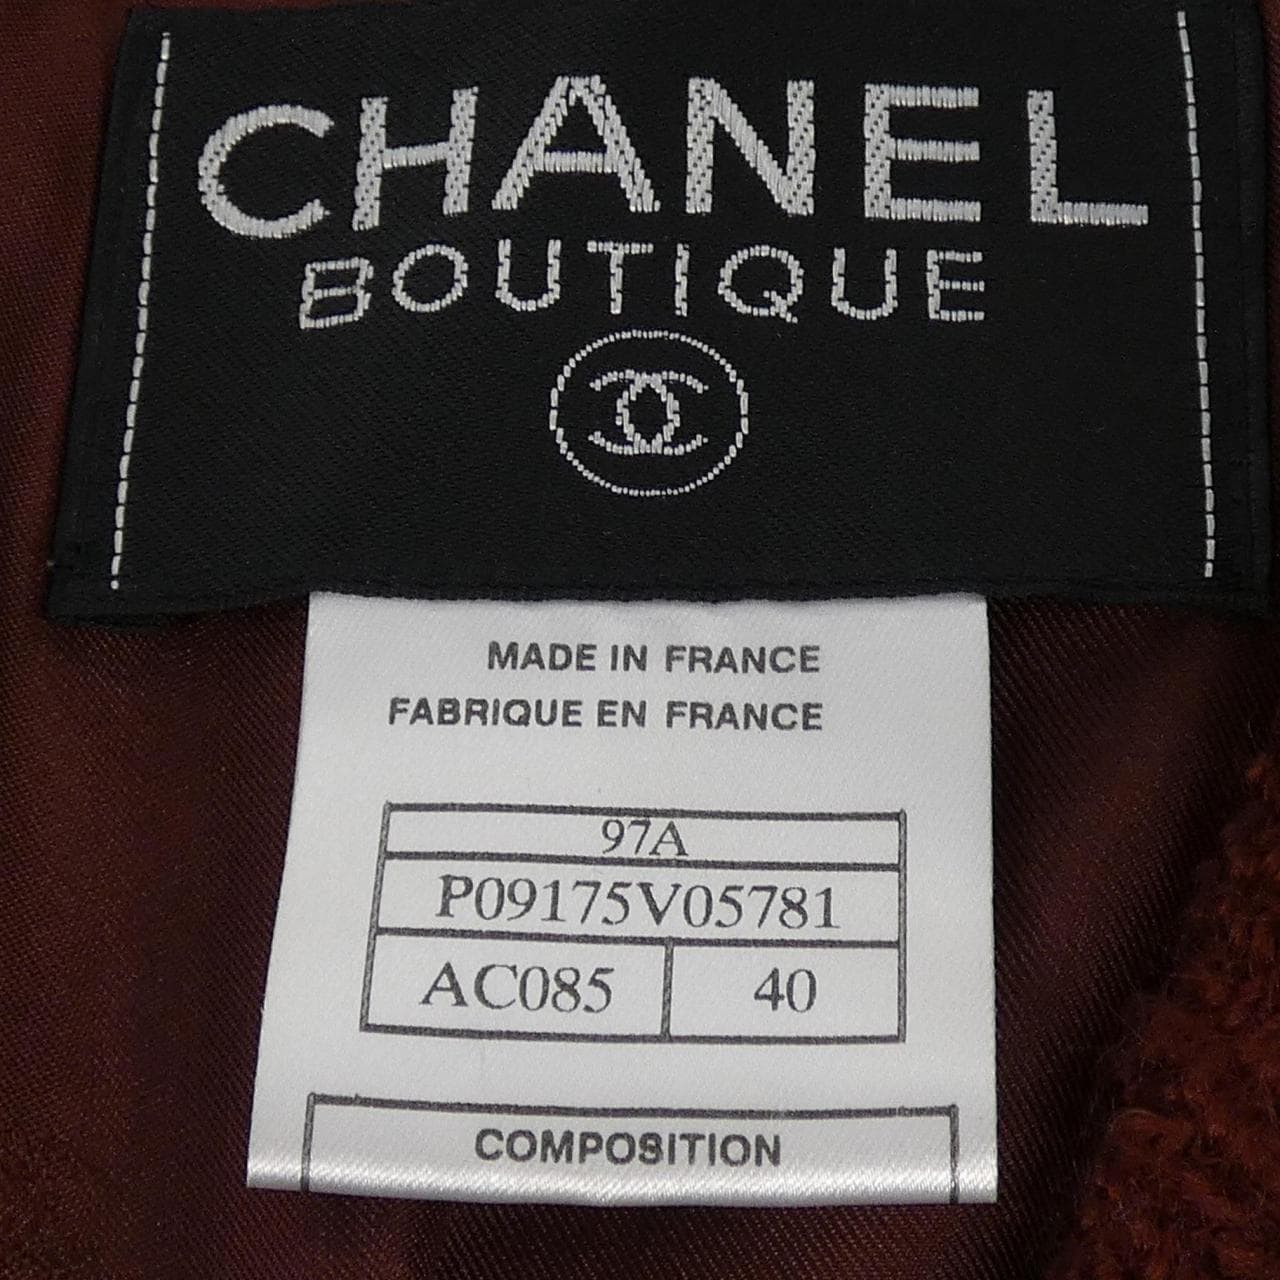 CHANEL
BOUTIQUE
MADE IN FRANCE
FABRIQUE EN FRANCE
97A
P09175V05781
AC085 40
COMPOSITION